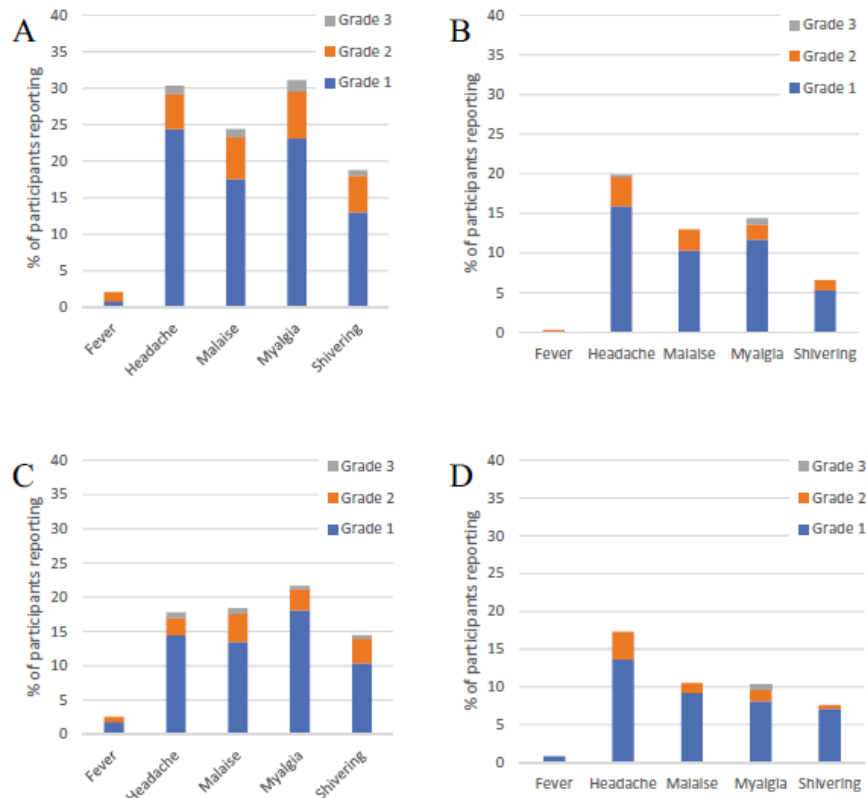 A
% of participants reporting
40
35
30
25
20
15
10
5
0
Grade 3
Grade 2
Grade 1
Fever
Headache
Malaise
Myalgia
Shivering
B
% of participants reporting
40
35
30
25
20
15
10
5
0
Grade 3
Grade 2
Grade 1
Fever Headache Malaise Myalgia Shivering
C
% of participants reporting
40
35
30
25
20
15
10
5
0
Grade 3
Grade 2
Grade 1
Fever
Headache
Malaise
Myalgia
Shivering
D
% of participants reporting
40
35
30
25
20
15
10
5
0
Grade 3
Grade 2
Grade 1
Fever Headache Malaise Myalgia Shivering